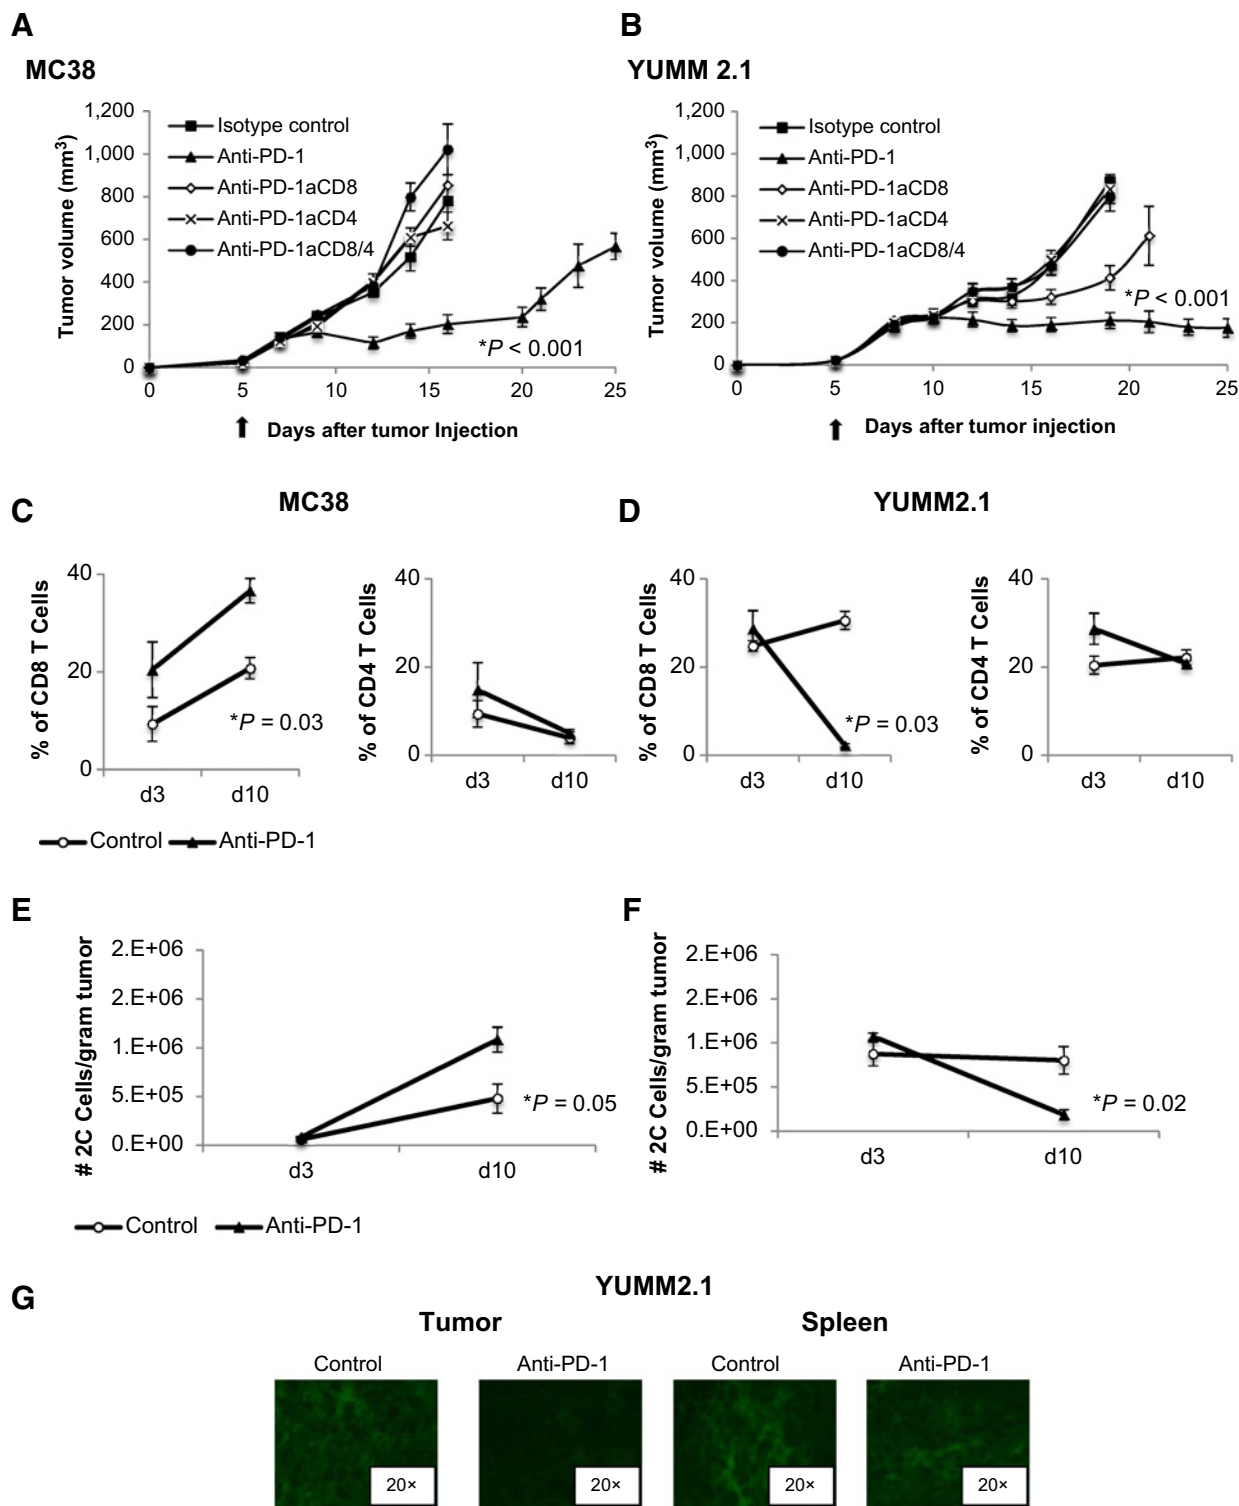 A
MC38
Tumor volume (mm³)
1,200
1,000
800
600
400
200
0
Isotype control
Anti-PD-1
Anti-PD-1aCD8
Anti-PD-1aCD4
Anti-PD-1aCD8/4
*P < 0.001
0 5 10 15 20 25
Days after tumor Injection
B
YUMM 2.1
Tumor volume (mm³)
1,200
1,000
800
600
400
200
0
Isotype control
Anti-PD-1
Anti-PD-1aCD8
Anti-PD-1aCD4
Anti-PD-1aCD8/4
*P < 0.001
0 5 10 15 20 25
Days after tumor injection
C
MC38
% of CD8 T Cells
40
20
0
*P = 0.03
d3 d10
% of CD4 T Cells
40
20
0
d3 d10
Control Anti-PD-1
D
YUMM2.1
% of CD8 T Cells
40
20
0
*P = 0.03
d3 d10
% of CD4 T Cells
40
20
0
d3 d10
E
# 2C Cells/gram tumor
2.E+06
2.E+06
1.E+06
5.E+05
0.E+00
*P = 0.05
d3 d10
Control Anti-PD-1
F
# 2C Cells/gram tumor
2.E+06
2.E+06
1.E+06
5.E+05
0.E+00
*P = 0.02
d3 d10
G
YUMM2.1
Tumor Spleen
Control Anti-PD-1 Control Anti-PD-1
20× 20× 20× 20×